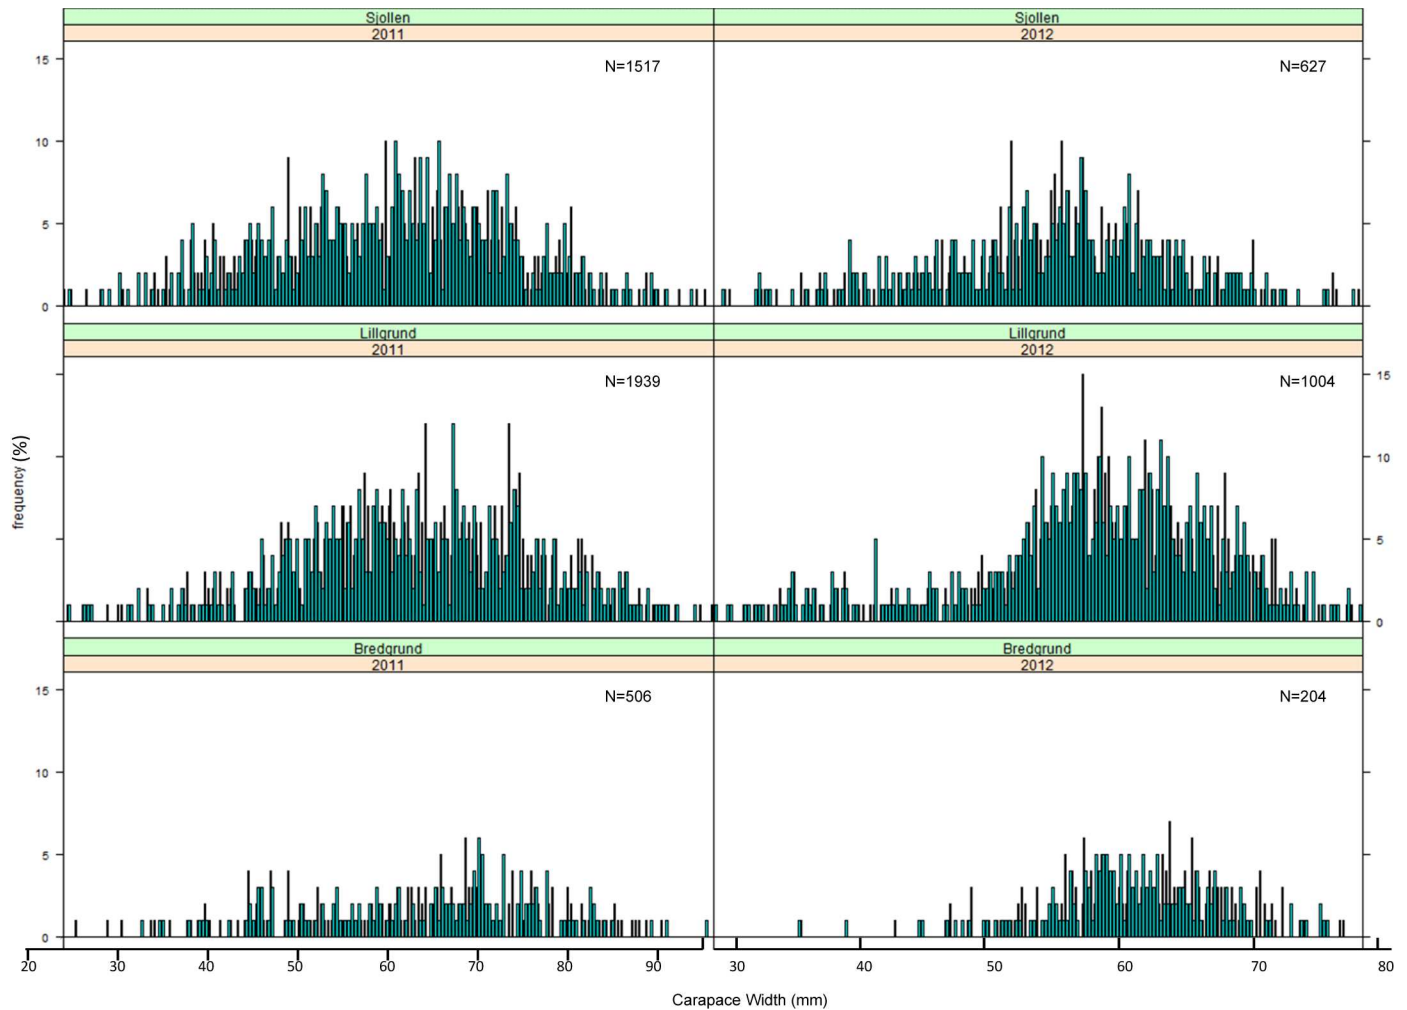 Sjollen Sjollen
2011 2012
15
N=1517 N=627
10
5
0
Lillgrund Lillgrund
2011 2012
N=1939 N=1004 15
10
frequency (%)
5
0
Bredgrund Bredgrund
2011 2012
15
N=506 N=204
10
5
0
20 30 40 50 60 70 80 90 30 40 50 60 70 80
Carapace Width (mm)